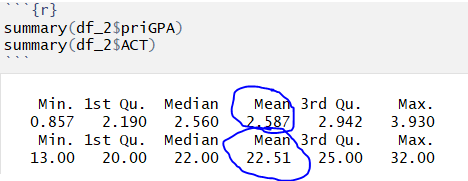 ```{r}
summary(df_2$priGPA)
summary(df_2$ACT)
```
Min. 1st Qu. Median Mean 3rd Qu. Max.
0.857 2.190 2.560 2.587 2.942 3.930
Min. 1st Qu. Median Mean 3rd Qu. Max.
13.00 20.00 22.00 22.51 25.00 32.00